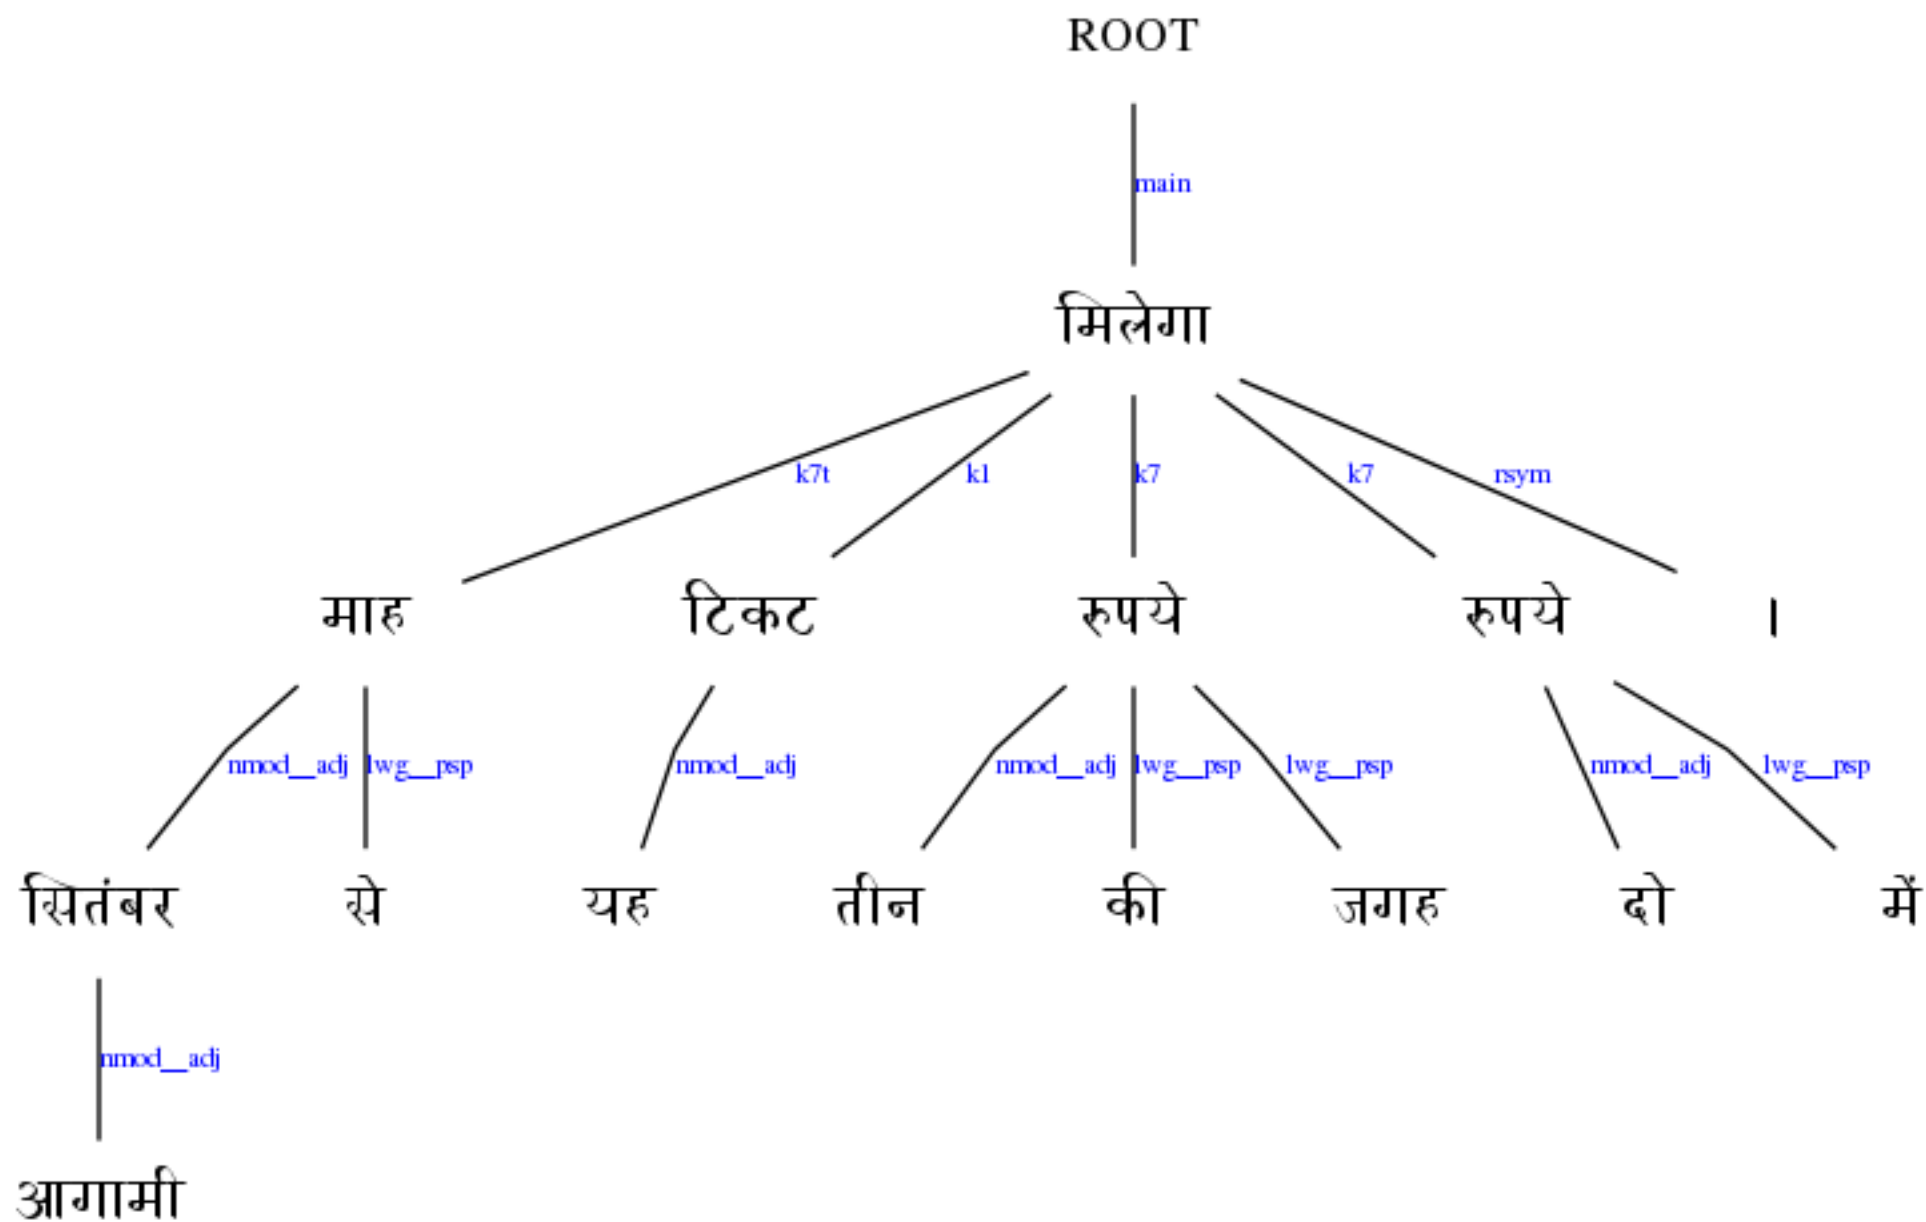 ROOT
main
मिलेगा
k7t k1 k7 k7 rsym
माह टिकट रुपये रुपये ।
nmod__adj lwg__psp nmod__adj nmod__adj lwg__psp lwg__psp nmod__adj lwg__psp
सितंबर से यह तीन की जगह दो में
nmod__adj
आगामी